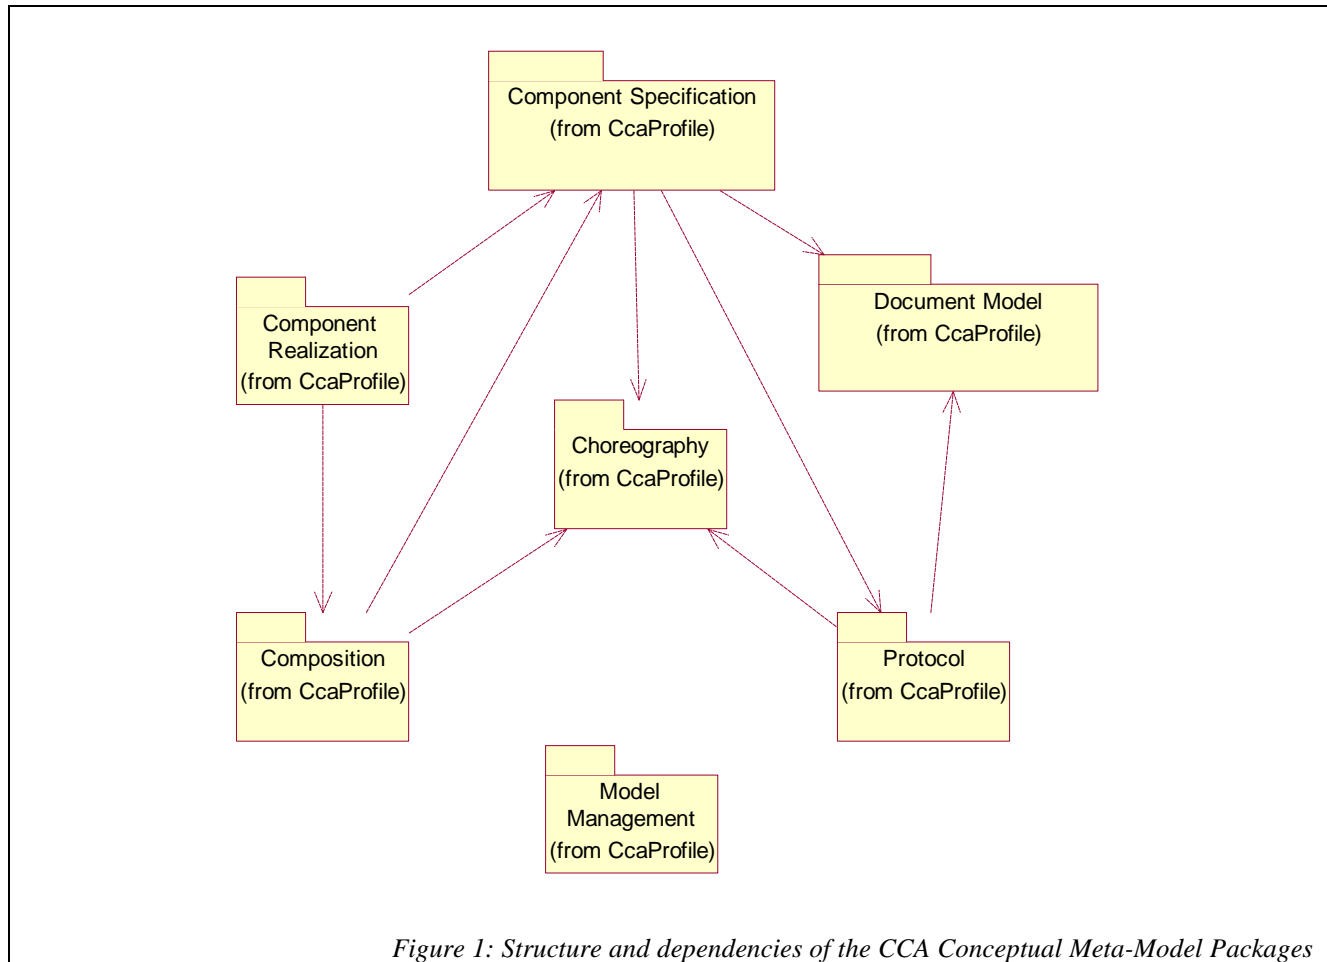 Component Specification
(from CcaProfile)
Document Model
(from CcaProfile)
Component
Realization
(from CcaProfile)
Choreography
(from CcaProfile)
Composition
(from CcaProfile)
Protocol
(from CcaProfile)
Model
Management
(from CcaProfile)
Figure 1: Structure and dependencies of the CCA Conceptual Meta-Model Packages